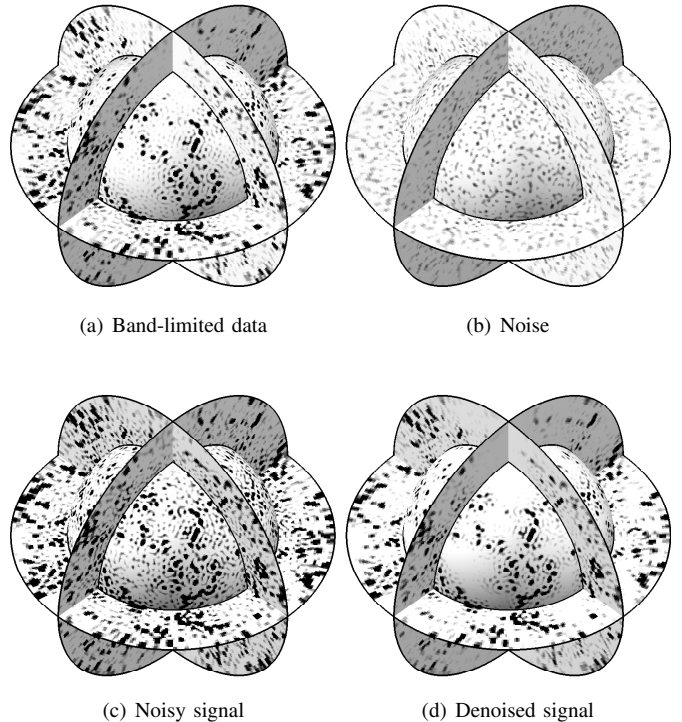 (a) Band-limited data
(b) Noise
(c) Noisy signal
(d) Denoised signal